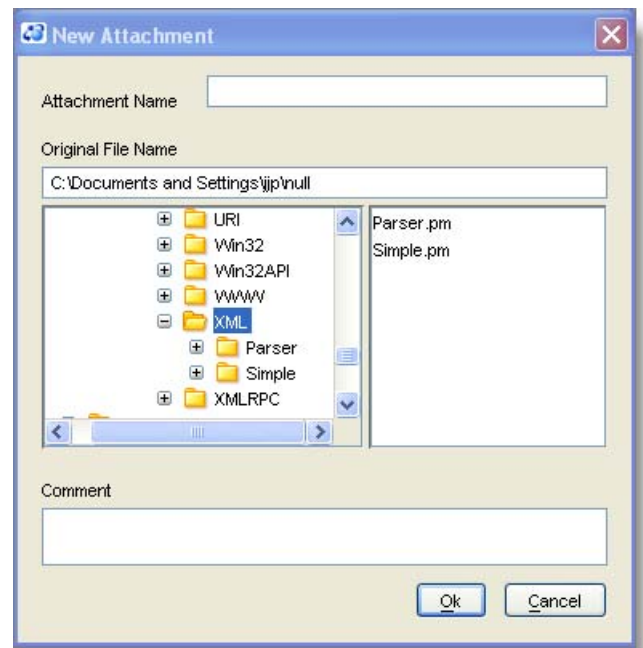 New Attachment
Attachment Name
Original File Name
C:\Documents and Settings\jjp\null
URI
Win32
Win32API
WWW
XML
Parser
Simple
XMLRPC
Parser.pm
Simple.pm
Comment
Ok
Cancel